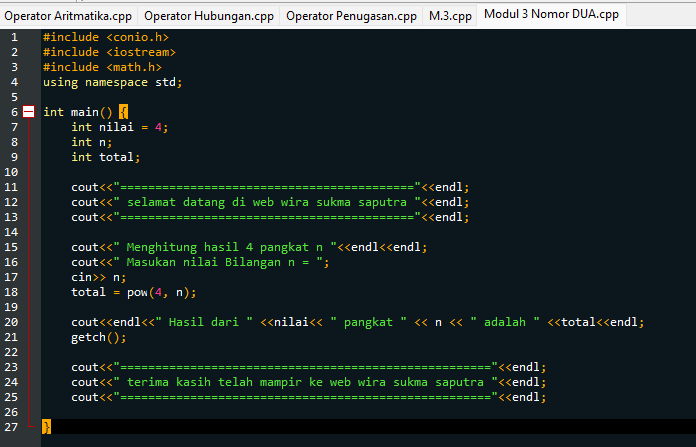 Operator Aritmatika.cpp Operator Hubungan.cpp Operator Penugasan.cpp M.3.cpp Modul 3 Nomor DUA.cpp
1 #include <conio.h>
2 #include <iostream>
3 #include <math.h>
4 using namespace std;
5
6 int main() {
7 int nilai = 4;
8 int n;
9 int total;
10
11 cout<<"=========================================="<<endl;
12 cout<<" selamat datang di web wira sukma saputra "<<endl;
13 cout<<"=========================================="<<endl;
14
15 cout<<" Menghitung hasil 4 pangkat n "<<endl<<endl;
16 cout<<" Masukan nilai Bilangan n = ";
17 cin>> n;
18 total = pow(4, n);
19
20 cout<<endl<<" Hasil dari " <<nilai<< " pangkat " << n << " adalah " <<total<<endl;
21 getch();
22
23 cout<<"====================================================="<<endl;
24 cout<<" terima kasih telah mampir ke web wira sukma saputra "<<endl;
25 cout<<"====================================================="<<endl;
26
27 }